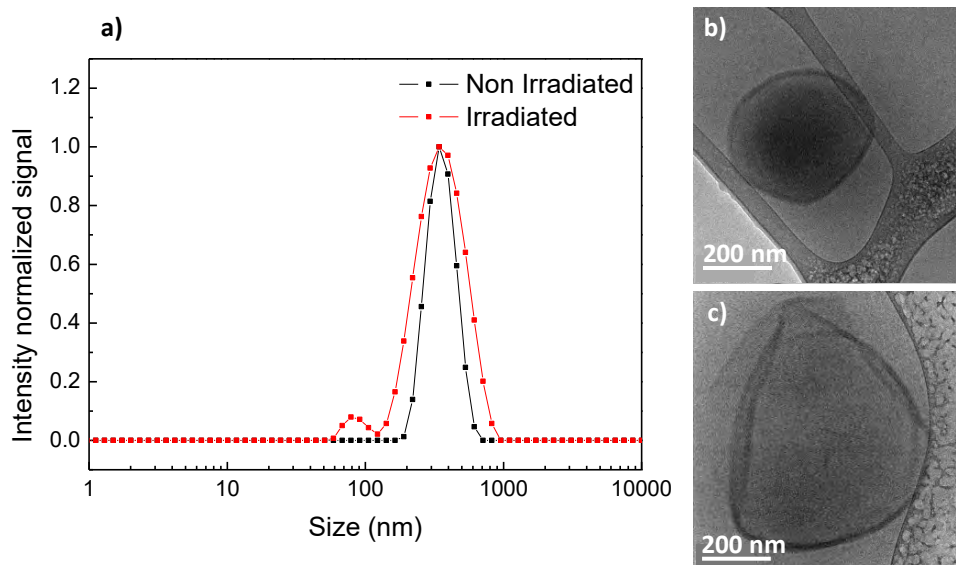 a)
Intensity normalized signal
1.2
1.0
0.8
0.6
0.4
0.2
0.0
Non Irradiated
Irradiated
1
10
100
1000
10000
Size (nm)
b)
200 nm
c)
200 nm